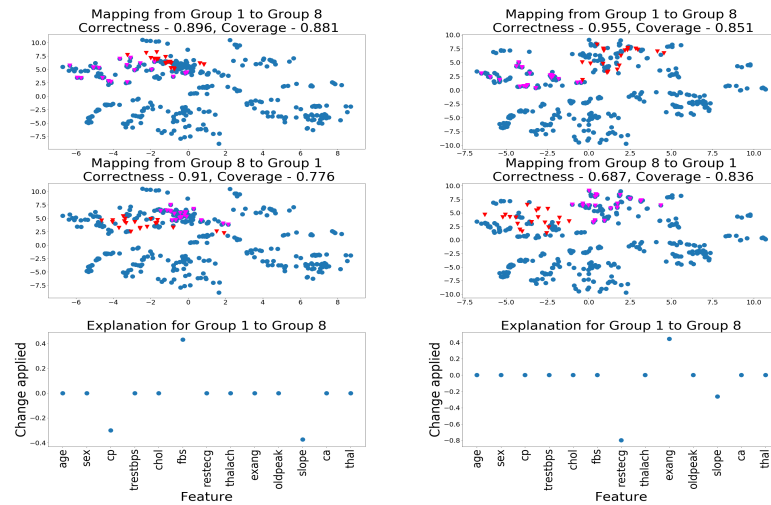 Mapping from Group 1 to Group 8
Correctness - 0.896, Coverage - 0.881
10.0
7.5
5.0
2.5
0.0
−2.5
−5.0
−7.5
−6 −4 −2 0 2 4 6 8
Mapping from Group 8 to Group 1
Correctness - 0.91, Coverage - 0.776
10.0
7.5
5.0
2.5
0.0
−2.5
−5.0
−7.5
−6 −4 −2 0 2 4 6 8
Explanation for Group 1 to Group 8
Change applied
0.4
0.2
0.0
−0.2
−0.4
age sex cp trestbps chol fbs restecg thalach exang oldpeak slope ca thal
Feature
Mapping from Group 1 to Group 8
Correctness - 0.955, Coverage - 0.851
10.0
7.5
5.0
2.5
0.0
−2.5
−5.0
−7.5
−10.0
−7.5 −5.0 −2.5 0.0 2.5 5.0 7.5 10.0
Mapping from Group 8 to Group 1
Correctness - 0.687, Coverage - 0.836
10.0
7.5
5.0
2.5
0.0
−2.5
−5.0
−7.5
−10.0
−7.5 −5.0 −2.5 0.0 2.5 5.0 7.5 10.0
Explanation for Group 1 to Group 8
Change applied
0.4
0.2
0.0
−0.2
−0.4
−0.6
−0.8
age sex cp trestbps chol fbs restecg thalach exang oldpeak slope ca thal
Feature